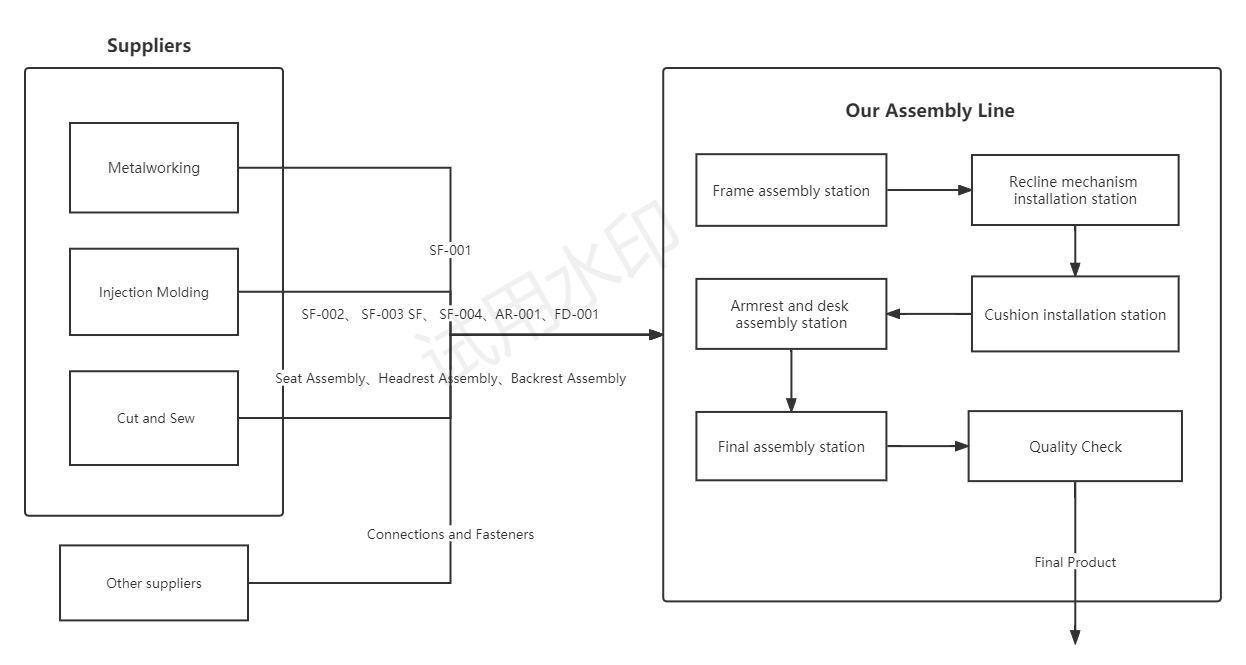 Suppliers
Metalworking
Injection Molding
Cut and Sew
Other suppliers
SF-001
SF-002、 SF-003 SF、 SF-004、AR-001、FD-001
Seat Assembly、Headrest Assembly、Backrest Assembly
Connections and Fasteners
试用水印
Our Assembly Line
Frame assembly station
Recline mechanism
installation station
Cushion installation station
Armrest and desk
assembly station
Final assembly station
Quality Check
Final Product